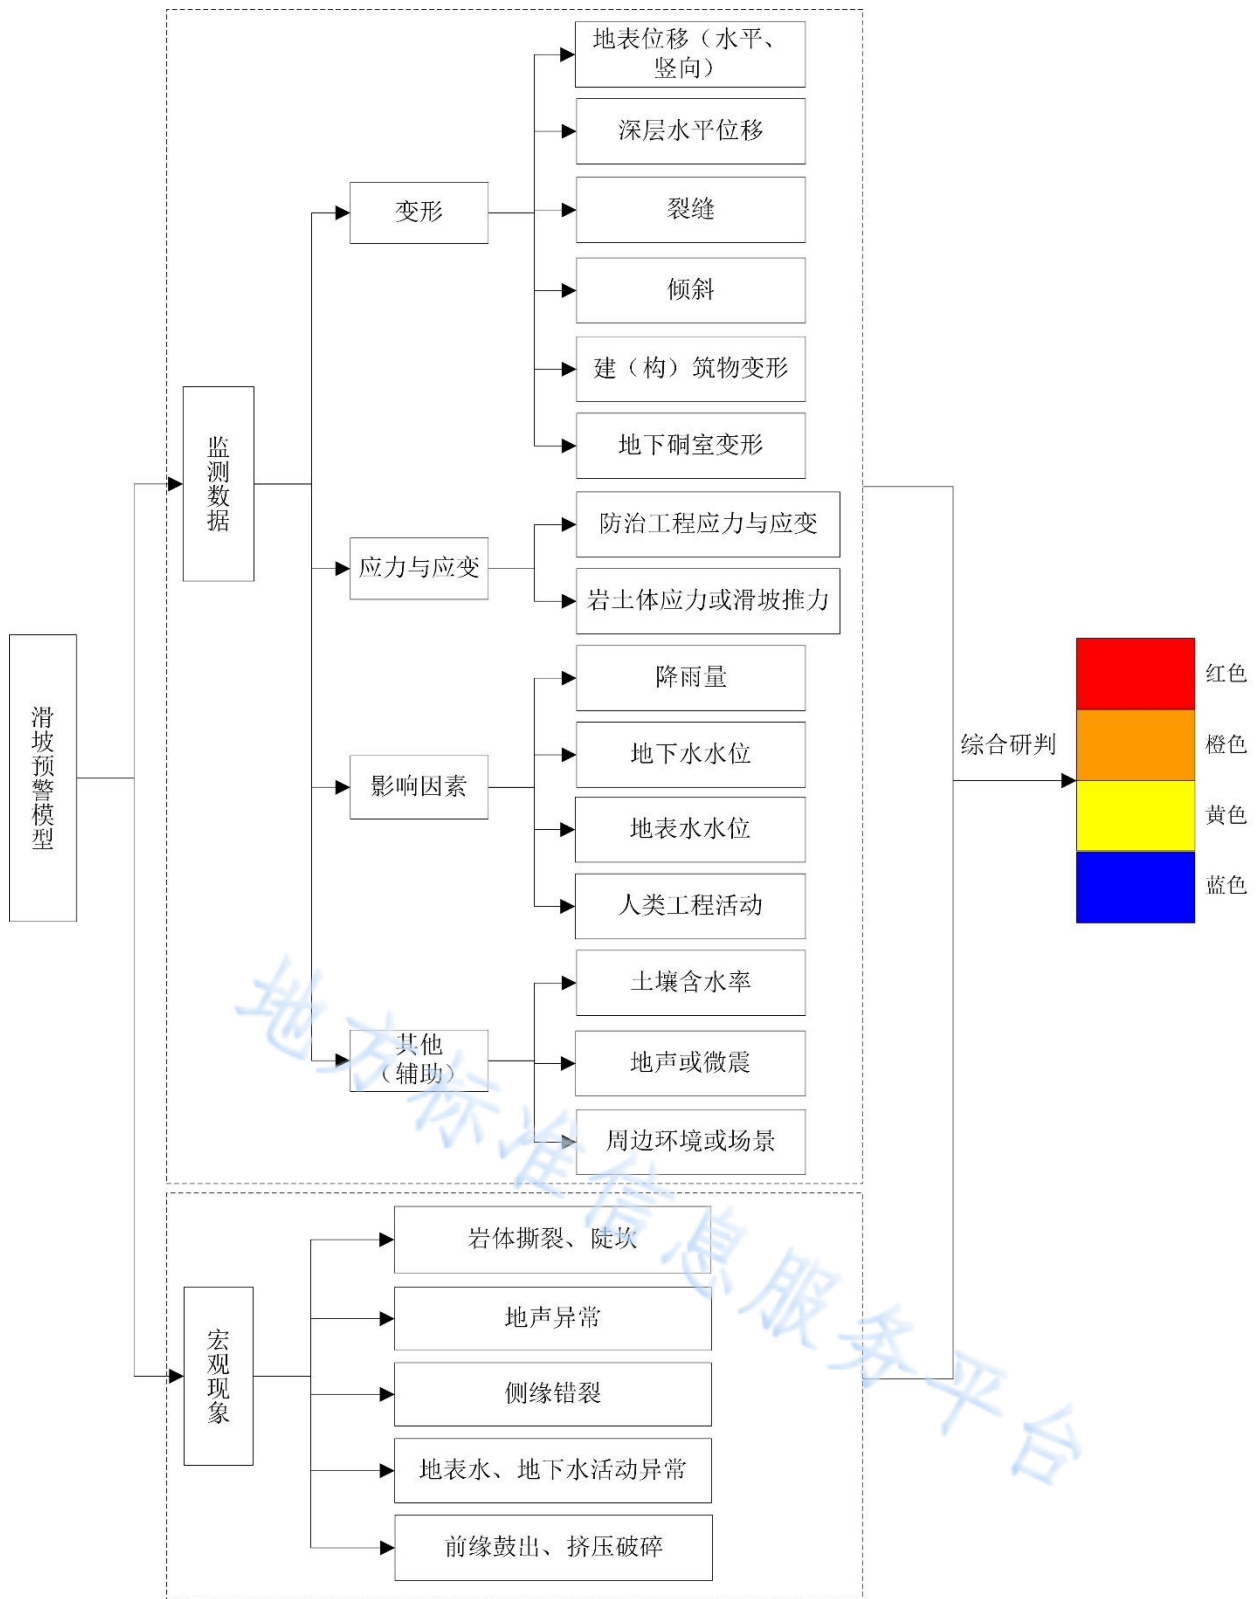 滑坡预警模型
监测数据
变形
地表位移（水平、
竖向）
深层水平位移
裂缝
倾斜
建（构）筑物变形
地下硐室变形
应力与应变
防治工程应力与应变
岩土体应力或滑坡推力
影响因素
降雨量
地下水水位
地表水水位
人类工程活动
其他
（辅助）
土壤含水率
地声或微震
周边环境或场景
宏观现象
岩体撕裂、陡坎
地声异常
侧缘错裂
地表水、地下水活动异常
前缘鼓出、挤压破碎
综合研判
红色
橙色
黄色
蓝色
地方标准信息服务平台